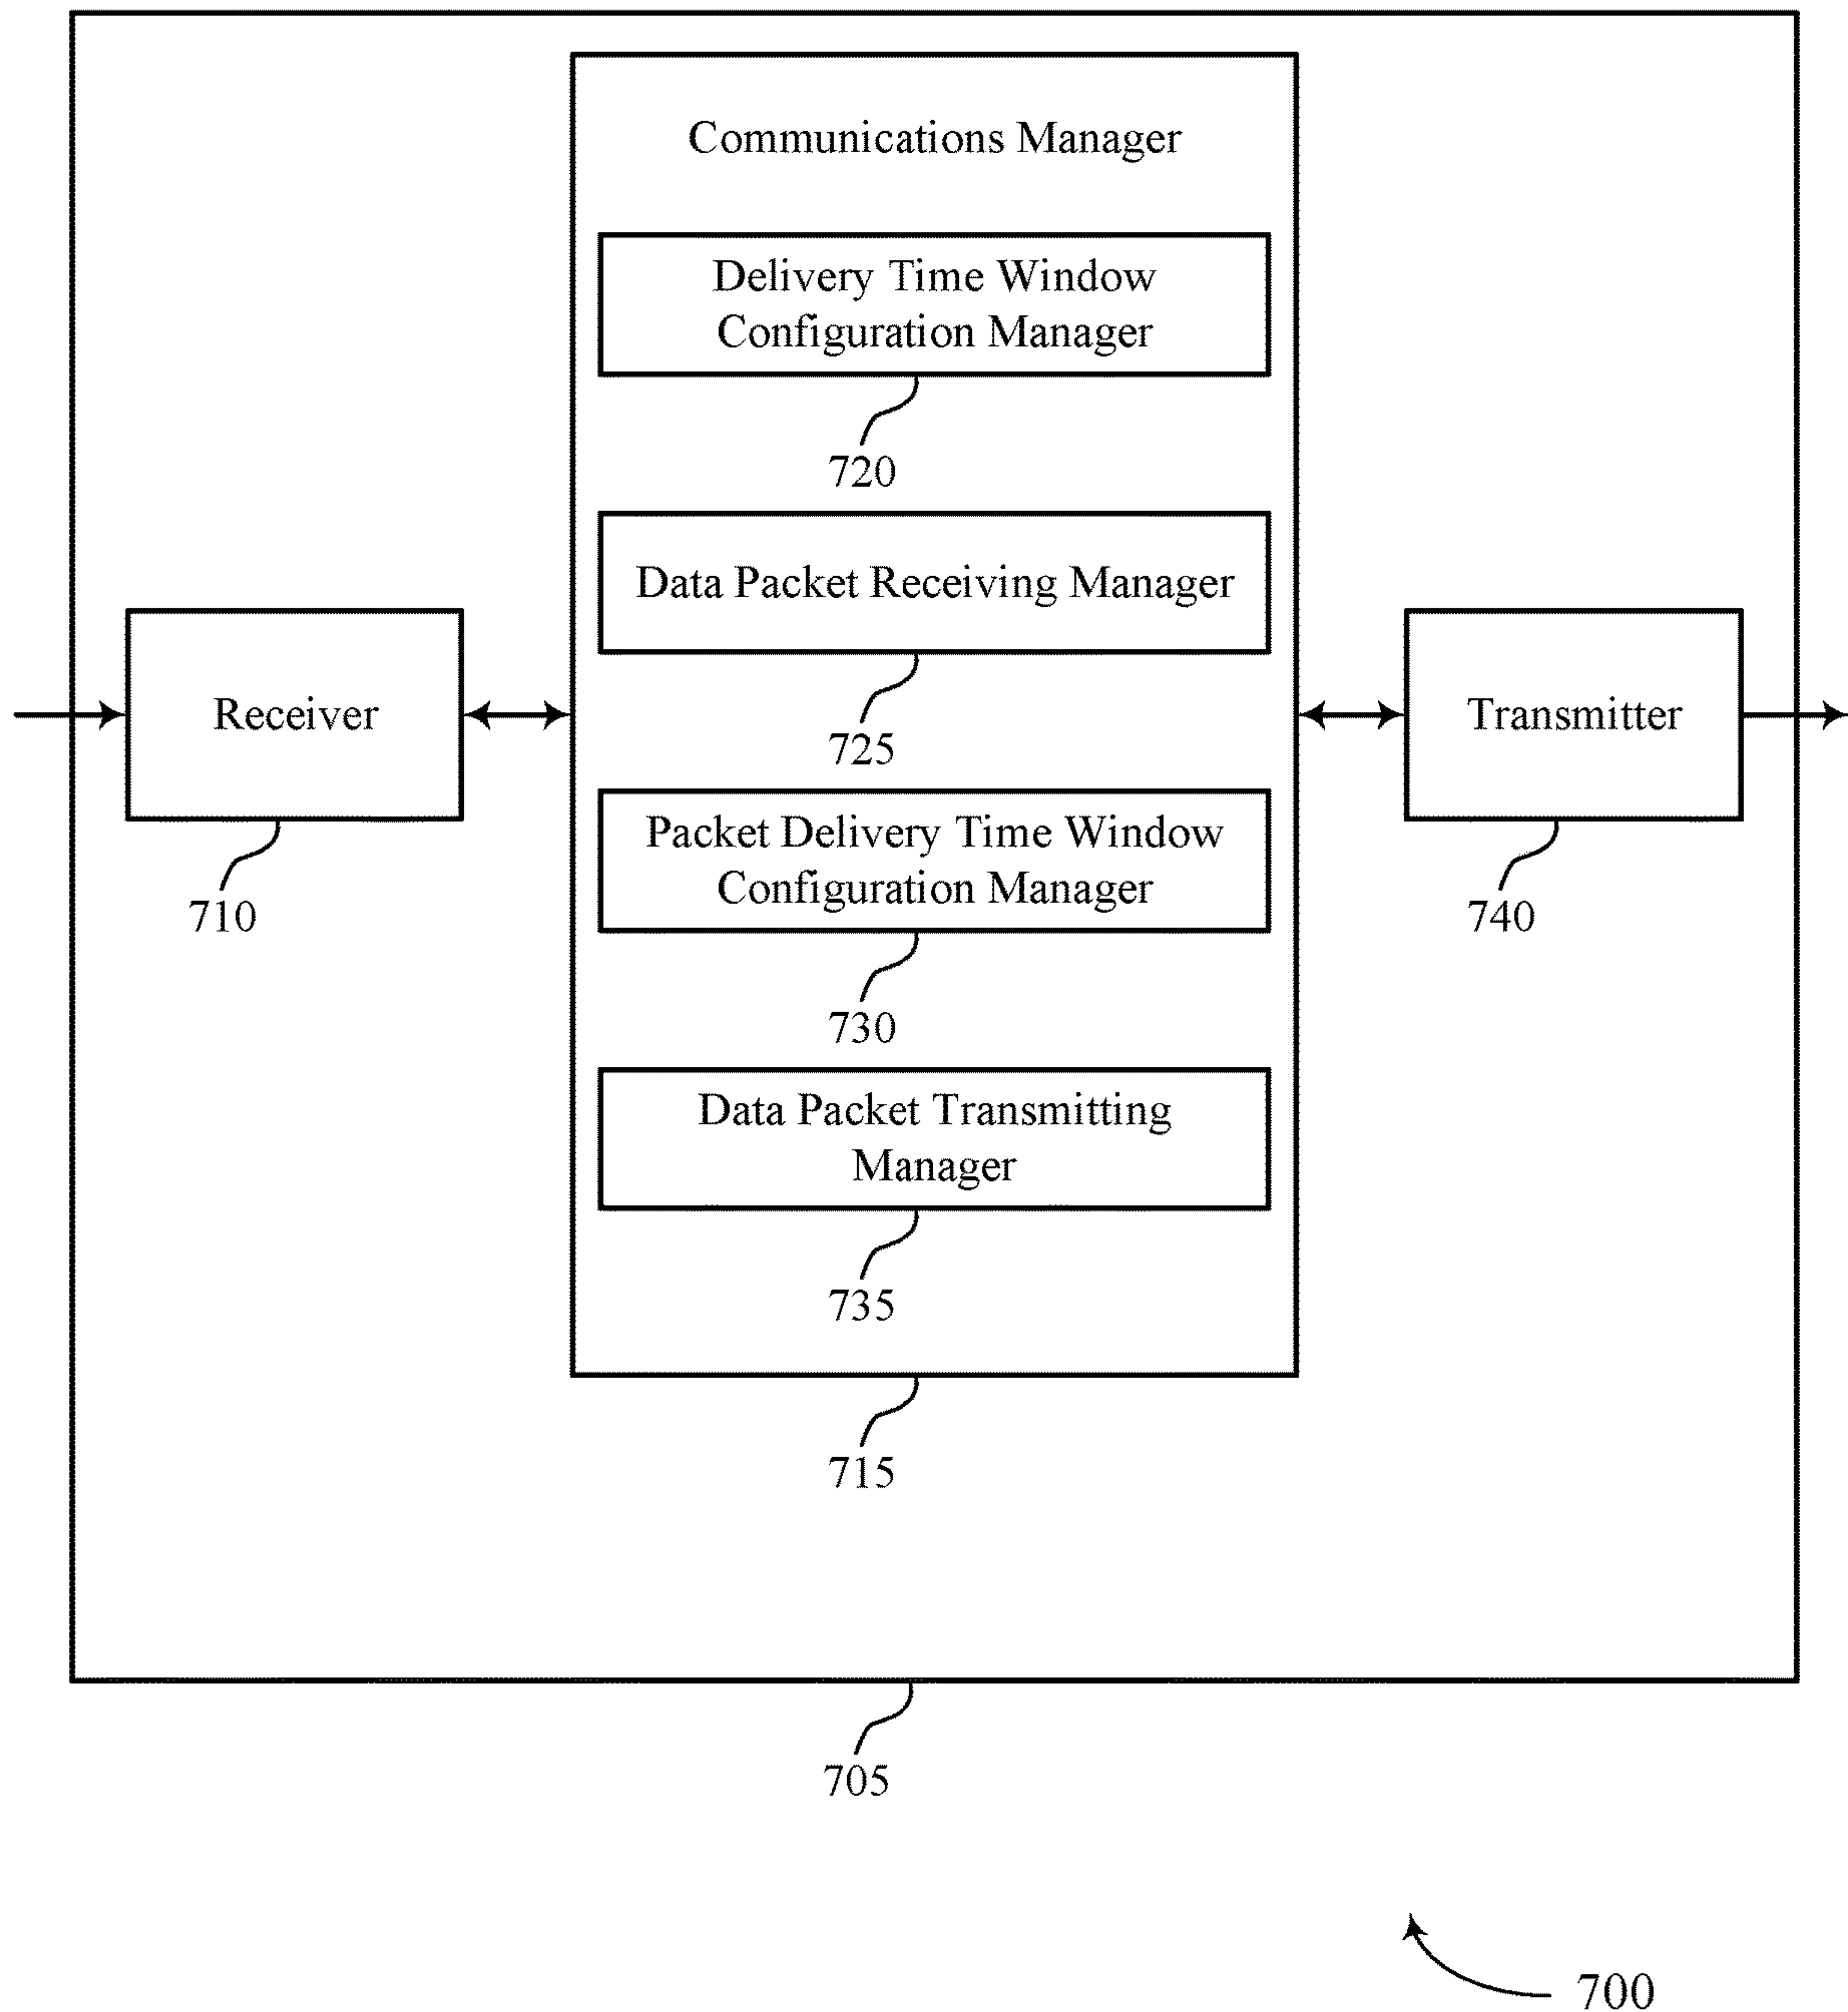 Communications Manager
Delivery Time Window
Configuration Manager
720
Data Packet Receiving Manager
725
Receiver
710
Transmitter
740
Packet Delivery Time Window
Configuration Manager
730
Data Packet Transmitting
Manager
735
715
705
700